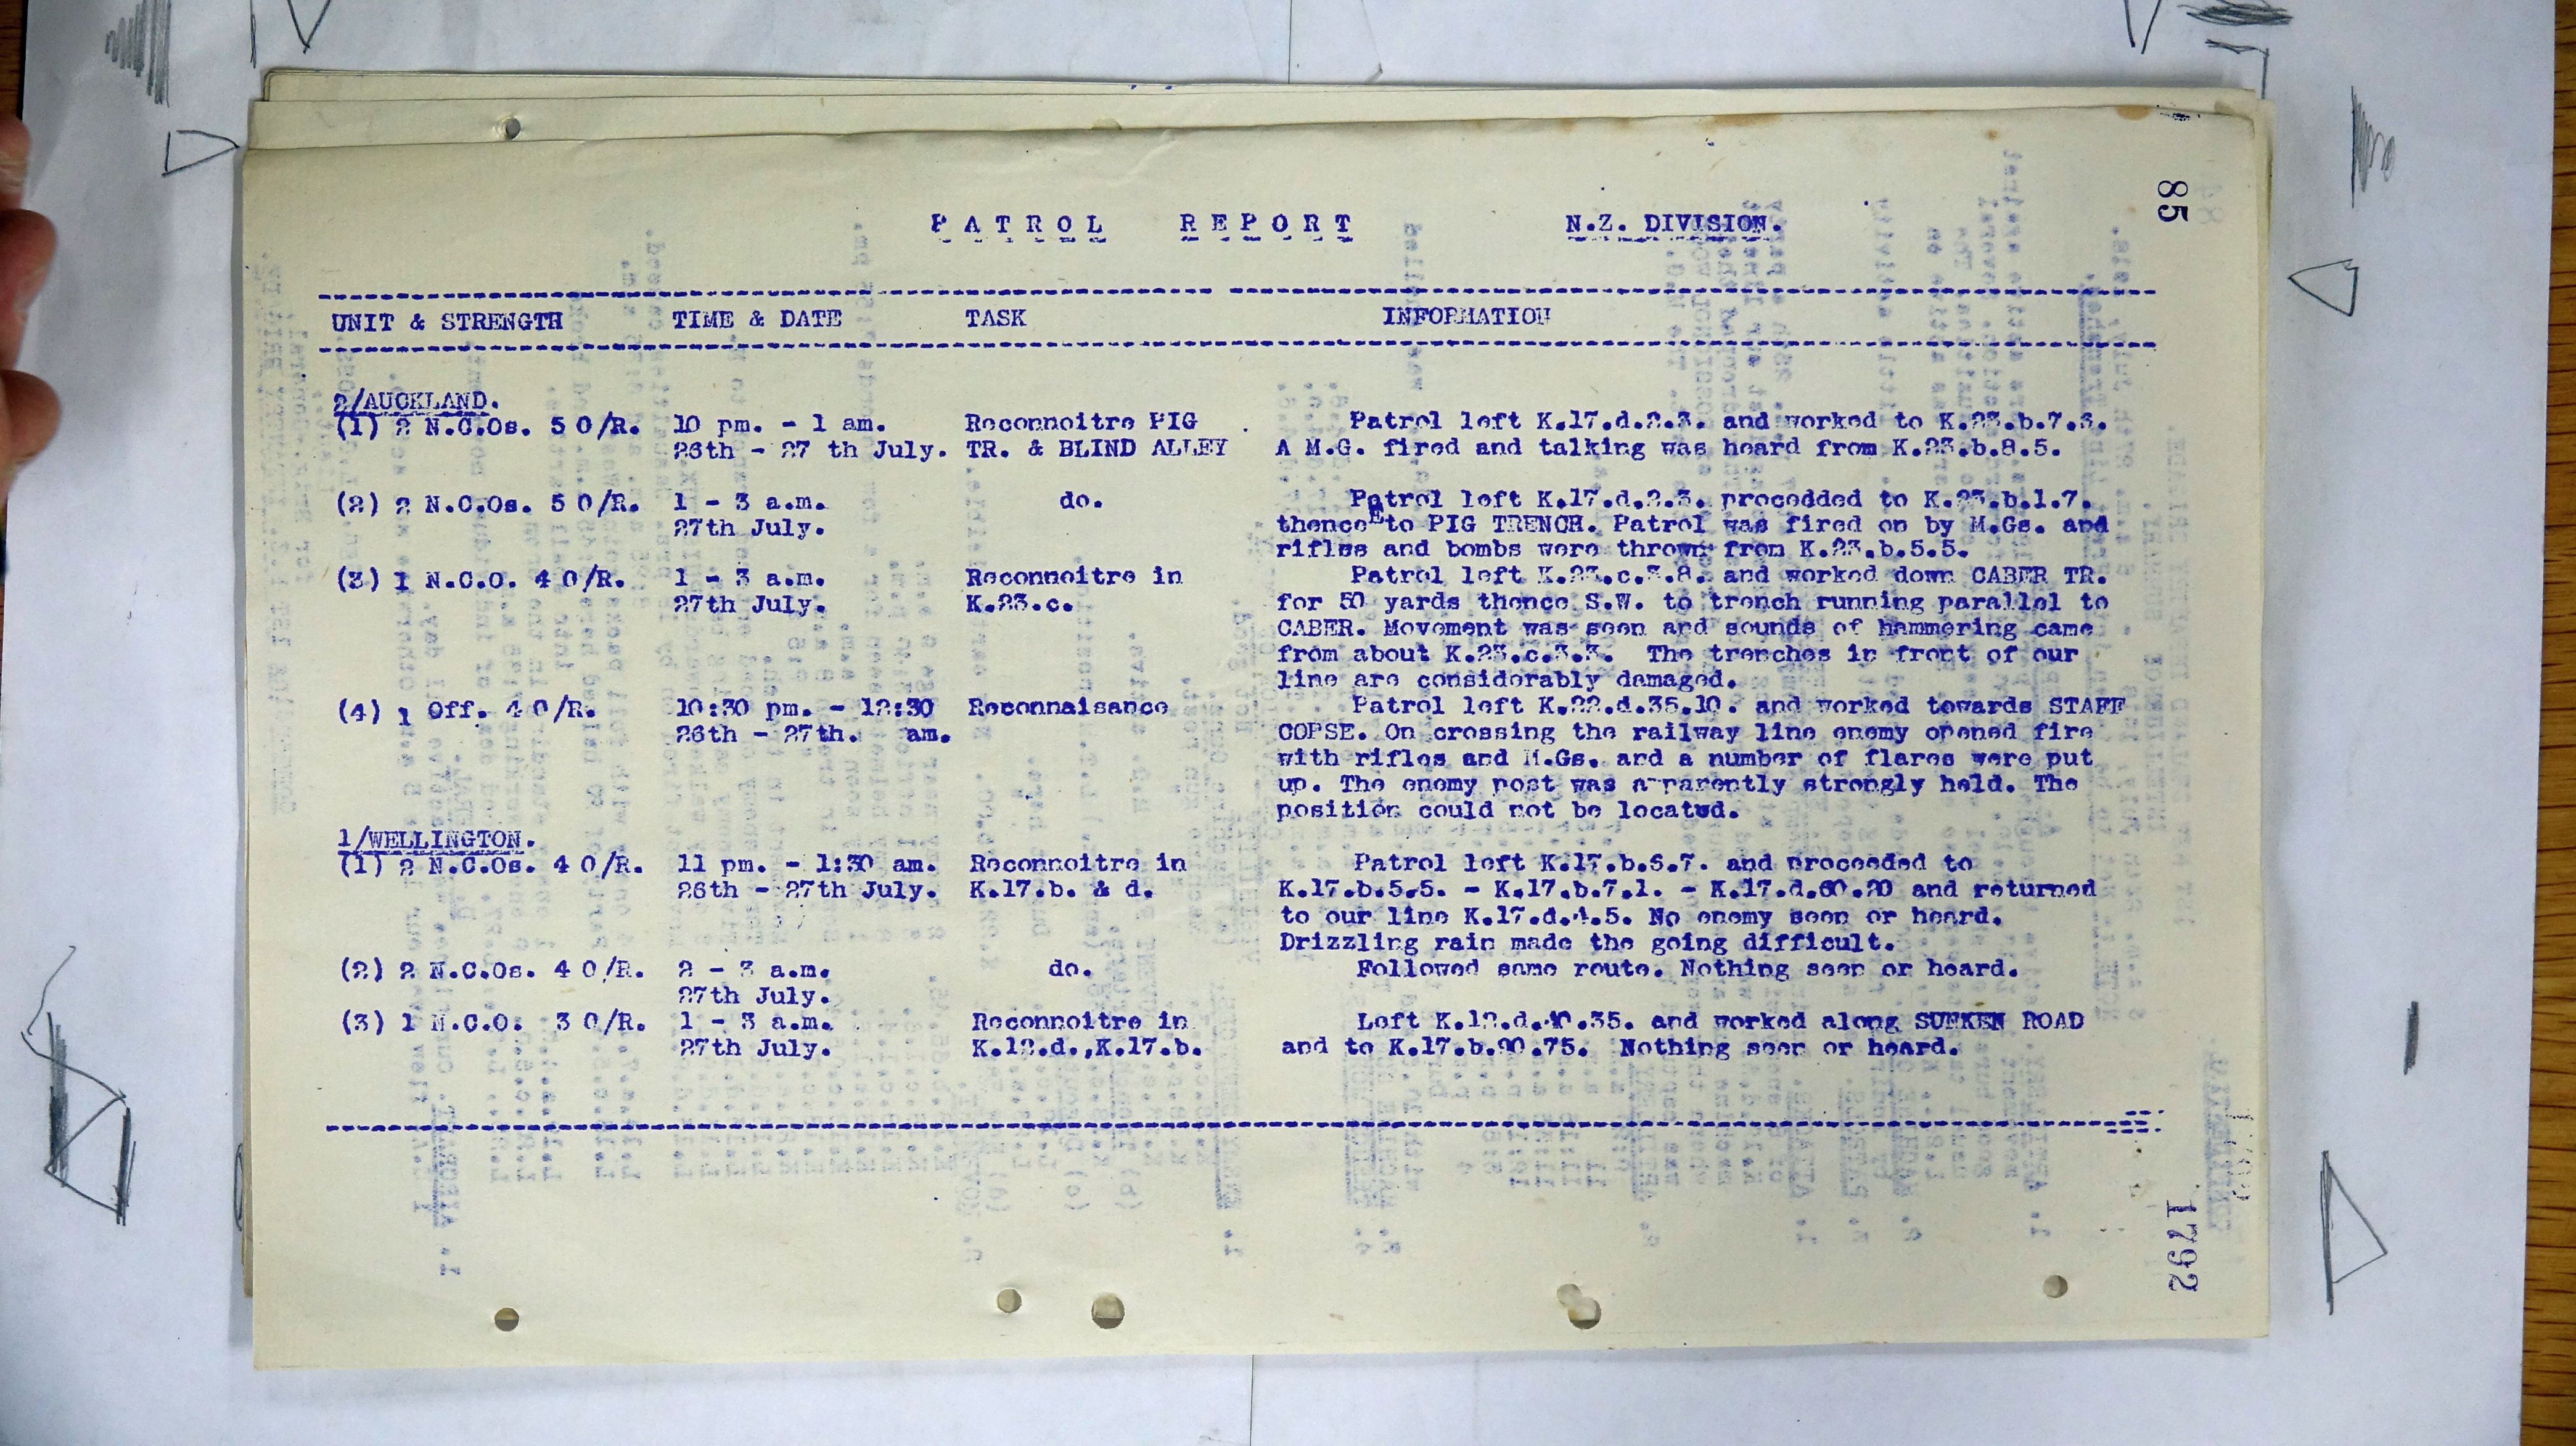 PATROL REPORT N.Z. DIVISION.
UNIT & STRENGTH TIME & DATE TASK INFORMATION
2/AUCKLAND.
(1) 2 N.C.Os. 5 O/R. 10 pm. - 1 am. Reconnoitre PIG Patrol left K.17.d.2.3. and worked to K.23.b.7.3.
26th - 27 th July. TR. & BLIND ALLEY A M.G. fired and talking was heard from K.23.b.8.5.
(2) 2 N.C.Os. 5 O/R. 1 - 3 a.m. do. Patrol left K.17.d.2.3. procedded to K.23.b.1.7.
27th July. thence to PIG TRENCH. Patrol was fired on by M.Gs. and
rifles and bombs were thrown from K.23.b.5.5.
(3) 1 N.C.O. 4 O/R. 1 - 3 a.m. Reconnoitre in Patrol left K.23.c.3.8. and worked down CABER TR.
27th July. K.23.c. for 50 yards thence S.W. to trench running parallel to
CABER. Movement was seen and sounds of hammering came
from about K.23.c.3.3. The trenches in front of our
line are considerably damaged.
(4) 1 Off. 4 O/R. 10:30 pm. - 12:30 Reconnaisance Patrol left K.22.d.35.10. and worked towards STAFF
26th - 27th. am. COPSE. On crossing the railway line enemy opened fire
with rifles and M.Gs. and a number of flares were put
up. The enemy post was apparently strongly held. The
position could not be located.
1/WELLINGTON.
(1) 2 N.C.Os. 4 O/R. 11 pm. - 1:30 am. Reconnoitre in Patrol left K.17.b.6.7. and proceeded to
26th - 27th July. K.17.b. & d. K.17.b.5.5. - K.17.b.7.1. - K.17.d.60.20 and returned
to our line K.17.d.4.5. No enemy seen or heard.
Drizzling rain made the going difficult.
(2) 2 N.C.Os. 4 O/R. 2 - 3 a.m. do. Followed same route. Nothing seen or heard.
27th July.
(3) 1 N.C.O. 3 O/R. 1 - 3 a.m. Reconnoitre in Left K.12.d. .35. and worked along SUNKEN ROAD
27th July. K.12.d.,K.17.b. and to K.17.b.90.75. Nothing seen or heard.
85
1792